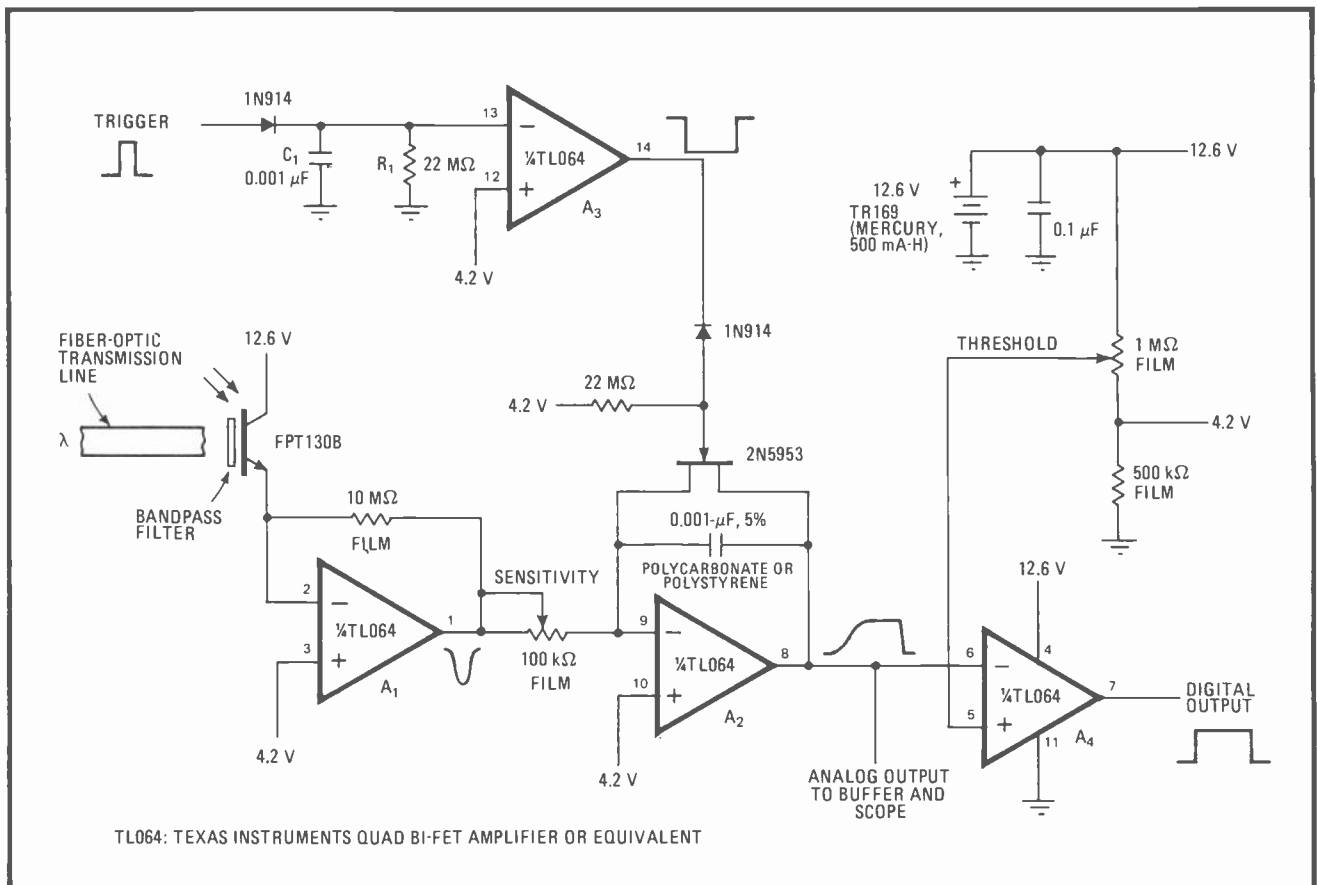 TRIGGER
1N914
C1
0.001 µF
R1
22 MΩ
13
12
−
+
¼TL064
14
A3
4.2 V
12.6 V
TR169
(MERCURY,
500 mA-H)
+
0.1 µF
12.6 V
FIBER-OPTIC
TRANSMISSION
LINE
λ
12.6 V
FPT130B
BANDPASS
FILTER
10 MΩ
FILM
2
3
−
+
¼TL064
1
A1
4.2 V
SENSITIVITY
100 kΩ
FILM
1N914
22 MΩ
4.2 V
2N5953
0.001-µF, 5%
POLYCARBONATE OR
POLYSTYRENE
9
10
−
+
¼TL064
8
A2
4.2 V
THRESHOLD
1 MΩ
FILM
4.2 V
500 kΩ
FILM
12.6 V
4
6
5
−
+
¼TL064
7
11
A4
DIGITAL
OUTPUT
ANALOG OUTPUT
TO BUFFER AND
SCOPE
TL064: TEXAS INSTRUMENTS QUAD BI-FET AMPLIFIER OR EQUIVALENT